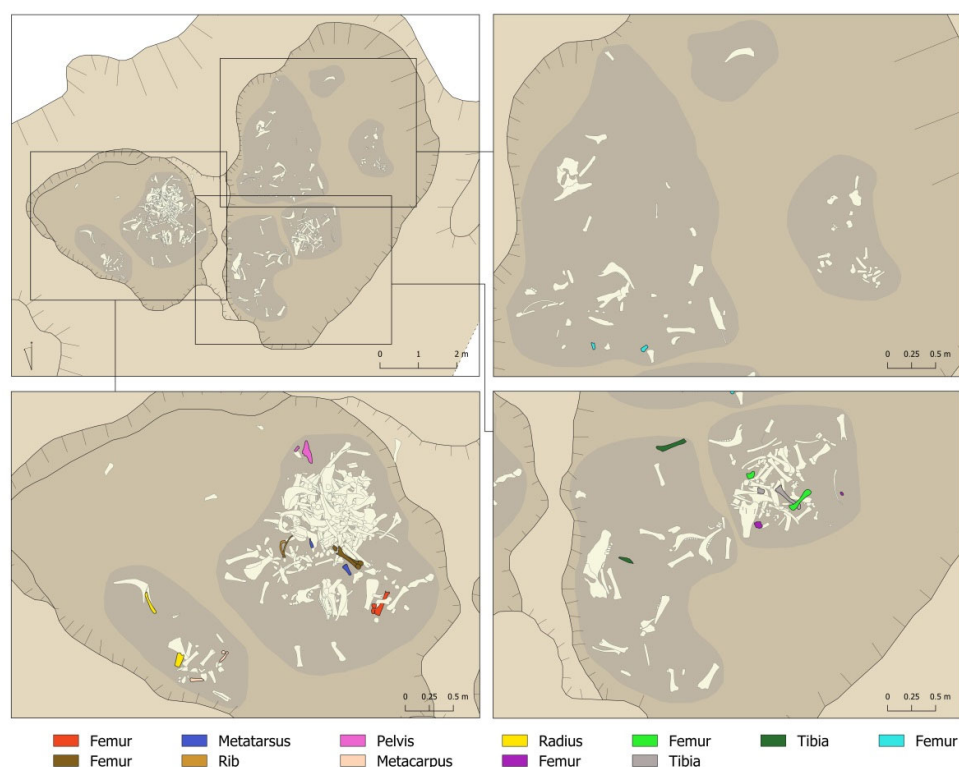 0 1 2 m
0 0.25 0.5 m
0 0.25 0.5 m
0 0.25 0.5 m
Femur Metatarsus Pelvis Radius Femur Tibia Femur
Femur Rib Metacarpus Femur Tibia